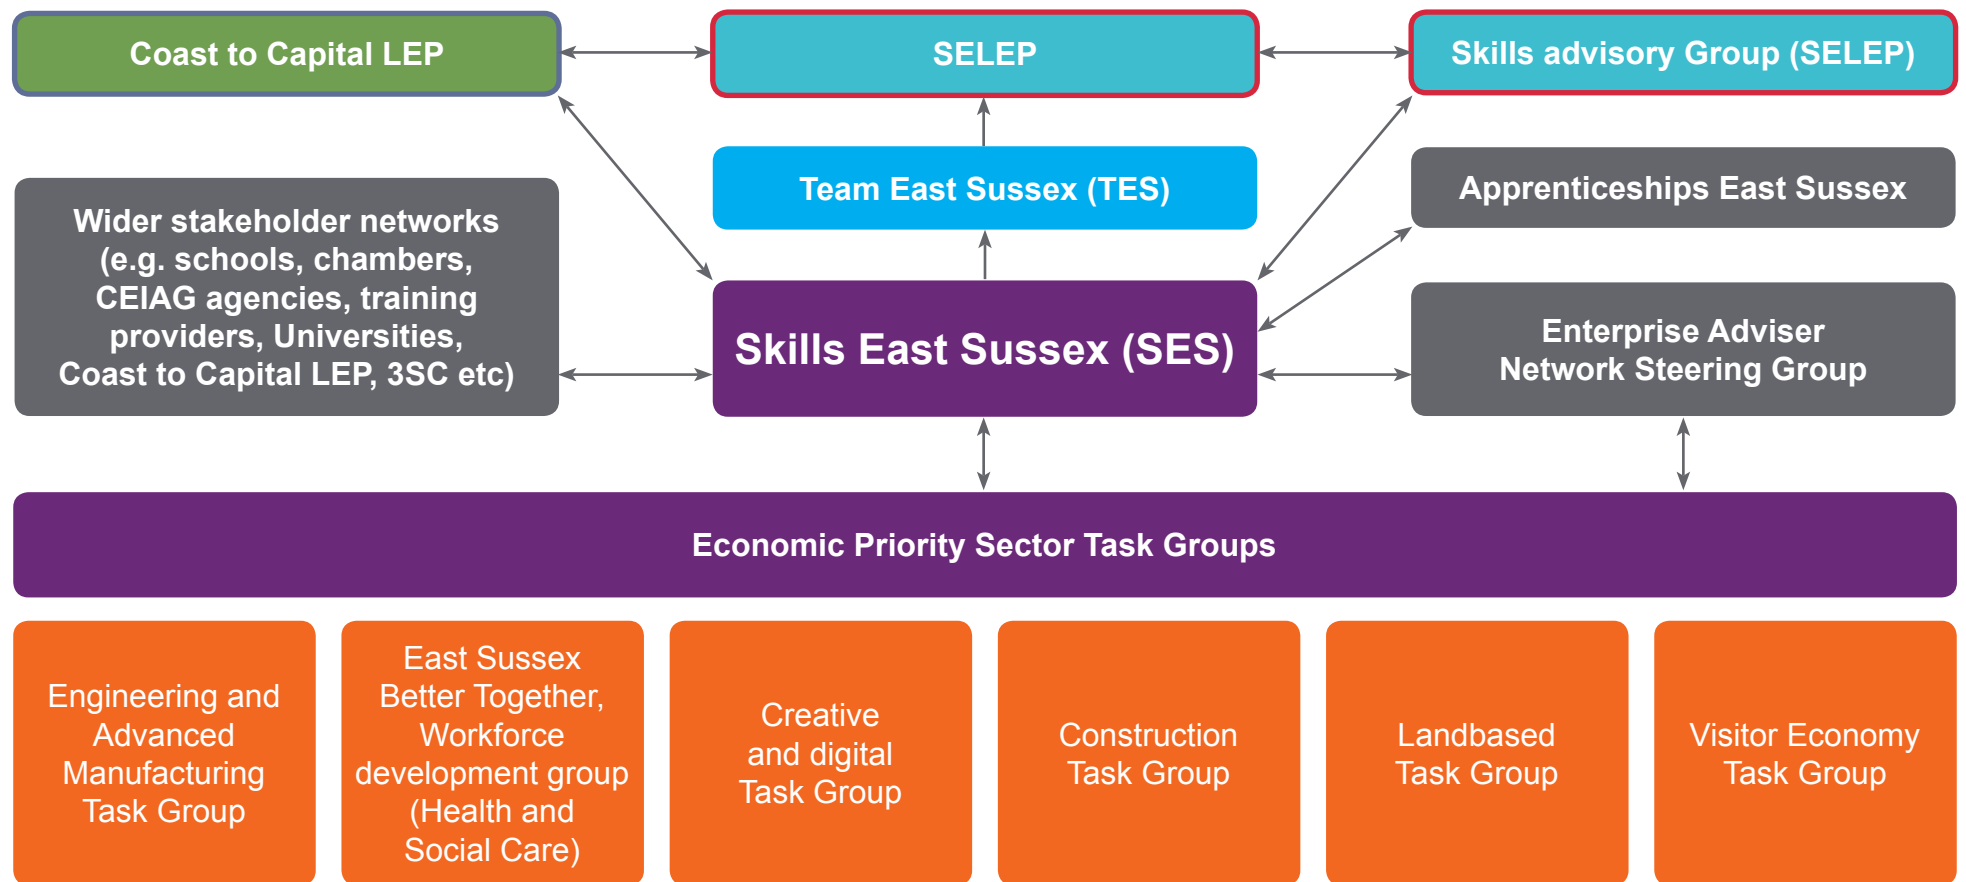 Coast to Capital LEP
SELEP
Skills advisory Group (SELEP)
Team East Sussex (TES)
Apprenticeships East Sussex
Wider stakeholder networks
(e.g. schools, chambers,
CEIAG agencies, training
providers, Universities,
Coast to Capital LEP, 3SC etc)
Skills East Sussex (SES)
Enterprise Adviser
Network Steering Group
Economic Priority Sector Task Groups
Engineering and
Advanced
Manufacturing
Task Group
East Sussex
Better Together,
Workforce
development group
(Health and
Social Care)
Creative
and digital
Task Group
Construction
Task Group
Landbased
Task Group
Visitor Economy
Task Group